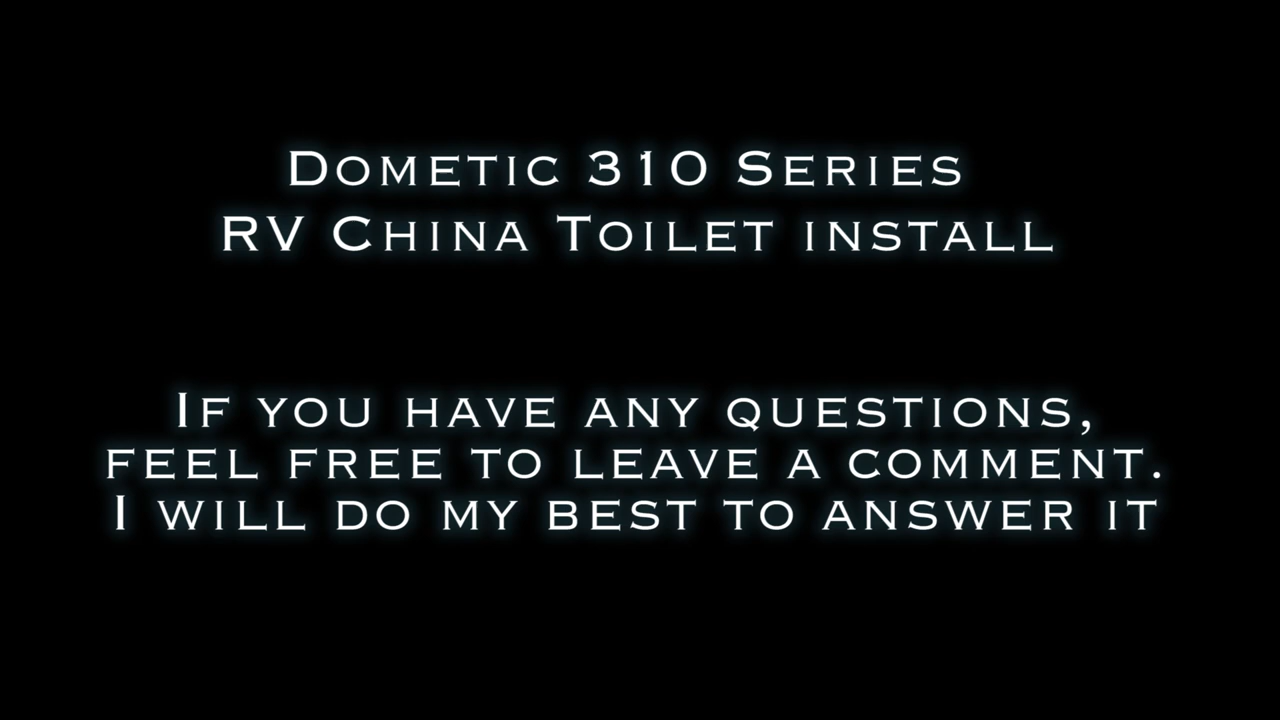 Dometic 310 Series
RV China Toilet install
If you have any questions,
feel free to leave a comment.
I will do my best to answer it